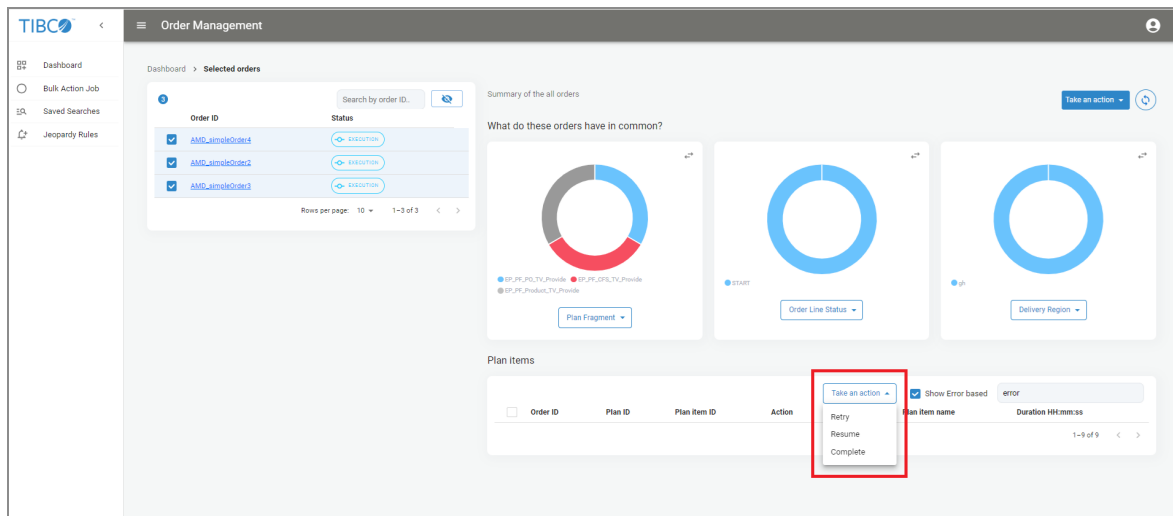 TIBCO
Order Management
Dashboard
Bulk Action Job
Saved Searches
Jeopardy Rules
Dashboard > Selected orders
3
Search by order ID..
Order ID Status
AMD_simpleOrder4 EXECUTION
AMD_simpleOrder2 EXECUTION
AMD_simpleOrder3 EXECUTION
Rows per page: 10 1–3 of 3
Summary of the all orders
Take an action
What do these orders have in common?
EP_PF_PO_TV_Provide EP_PF_CFS_TV_Provide
EP_PF_Product_TV_Provide
Plan Fragment
START
Order Line Status
gh
Delivery Region
Plan items
Take an action Show Error based error
Order ID Plan ID Plan item ID Action Plan item name Duration HH:mm:ss
Retry
Resume
Complete
1–9 of 9